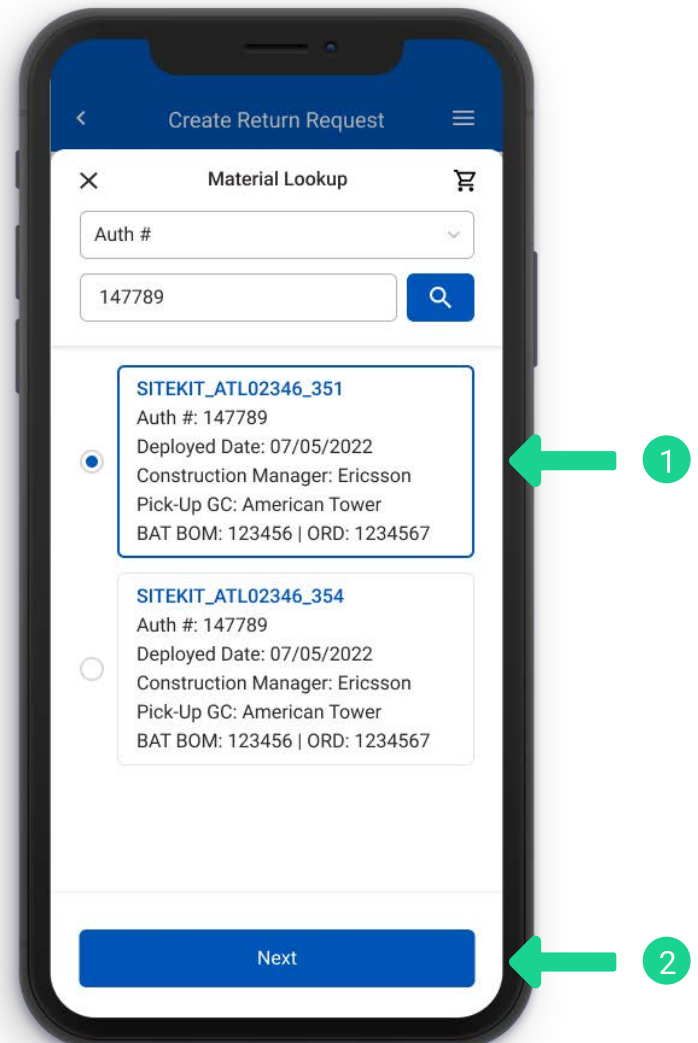 Create Return Request
Material Lookup
Auth #
147789
SITEKIT_ATL02346_351
Auth #: 147789
Deployed Date: 07/05/2022
Construction Manager: Ericsson
Pick-Up GC: American Tower
BAT BOM: 123456 | ORD: 1234567
1
SITEKIT_ATL02346_354
Auth #: 147789
Deployed Date: 07/05/2022
Construction Manager: Ericsson
Pick-Up GC: American Tower
BAT BOM: 123456 | ORD: 1234567
Next
2